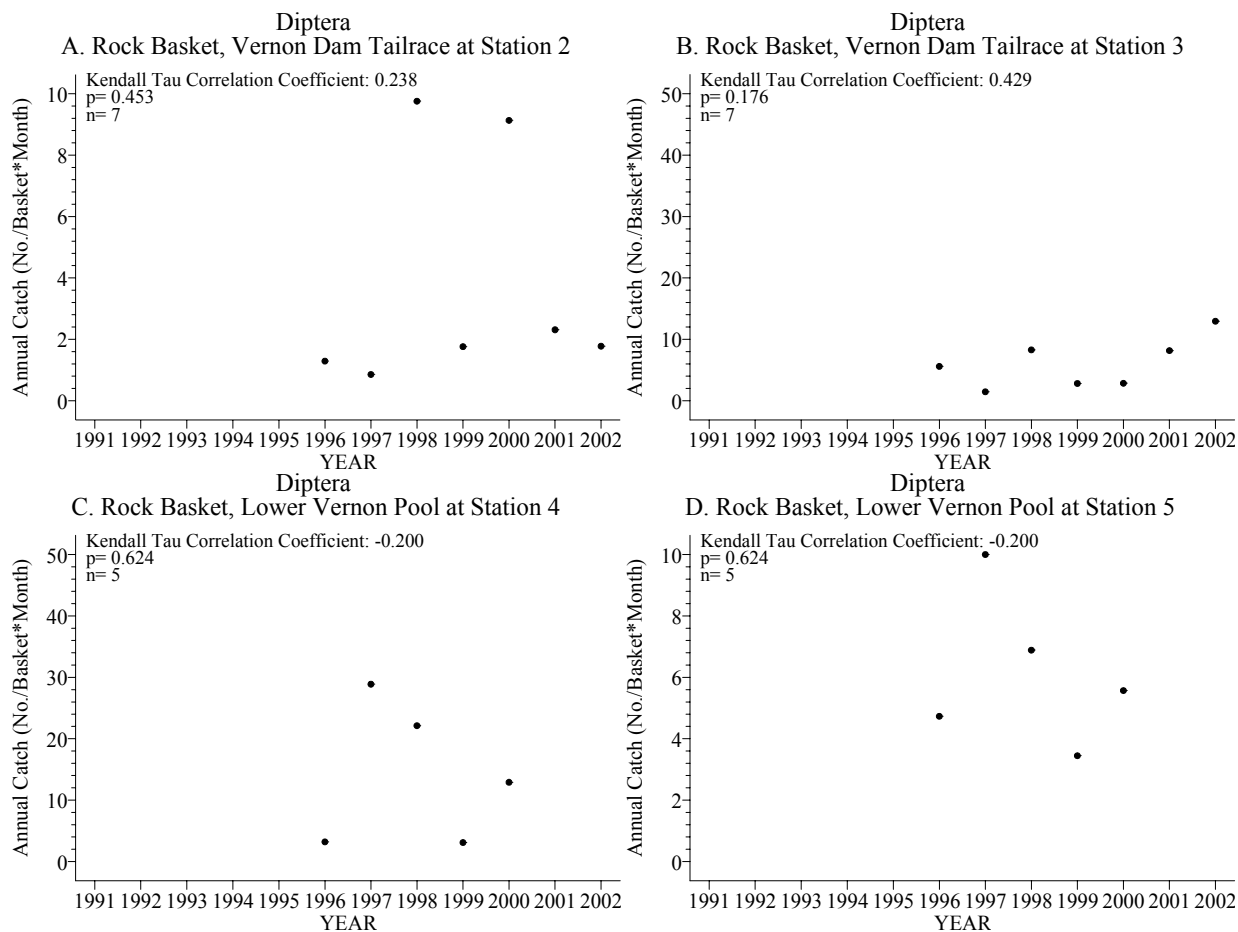 Diptera
A. Rock Basket, Vernon Dam Tailrace at Station 2
Kendall Tau Correlation Coefficient: 0.238
p= 0.453
n= 7
Annual Catch (No./Basket*Month)
10
8
6
4
2
0
1991 1992 1993 1994 1995 1996 1997 1998 1999 2000 2001 2002
YEAR
Diptera
B. Rock Basket, Vernon Dam Tailrace at Station 3
Kendall Tau Correlation Coefficient: 0.429
p= 0.176
n= 7
Annual Catch (No./Basket*Month)
50
40
30
20
10
0
1991 1992 1993 1994 1995 1996 1997 1998 1999 2000 2001 2002
YEAR
Diptera
C. Rock Basket, Lower Vernon Pool at Station 4
Kendall Tau Correlation Coefficient: -0.200
p= 0.624
n= 5
Annual Catch (No./Basket*Month)
50
40
30
20
10
0
1991 1992 1993 1994 1995 1996 1997 1998 1999 2000 2001 2002
YEAR
Diptera
D. Rock Basket, Lower Vernon Pool at Station 5
Kendall Tau Correlation Coefficient: -0.200
p= 0.624
n= 5
Annual Catch (No./Basket*Month)
10
8
6
4
2
0
1991 1992 1993 1994 1995 1996 1997 1998 1999 2000 2001 2002
YEAR